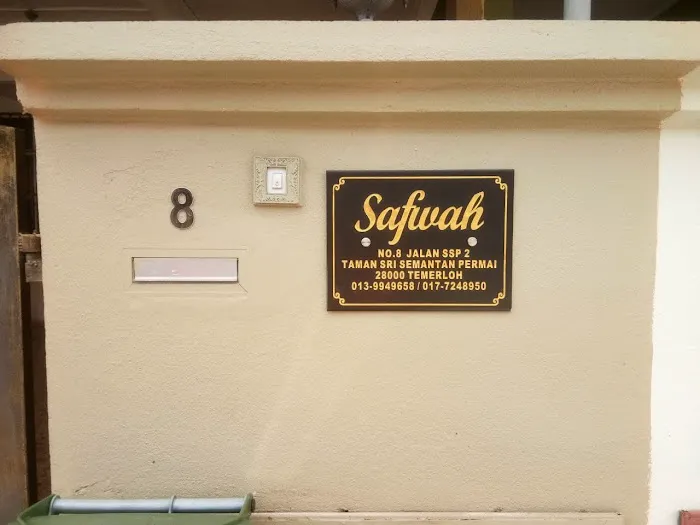 8
Safwah
NO.8 JALAN SSP 2
TAMAN SRI SEMANTAN PERMAI
28000 TEMERLOH
013-9949658 / 017-7248950